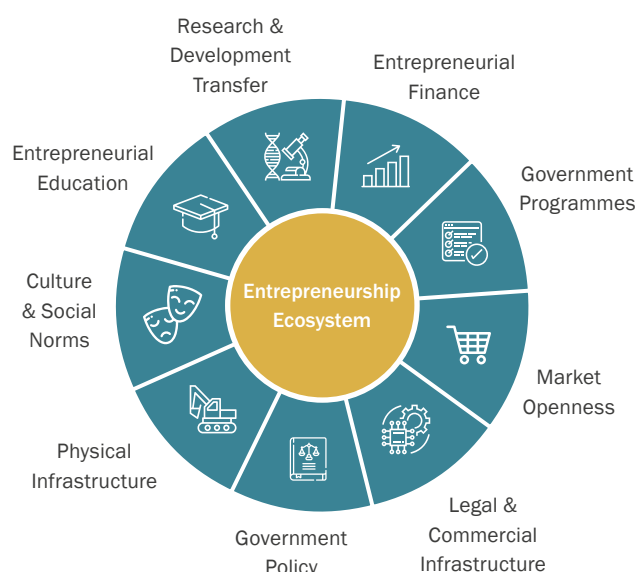 Research &
Development
Transfer
Entrepreneurial
Finance
Government
Programmes
Market
Openness
Legal &
Commercial
Infrastructure
Government
Policy
Physical
Infrastructure
Culture
& Social
Norms
Entrepreneurial
Education
Entrepreneurship
Ecosystem